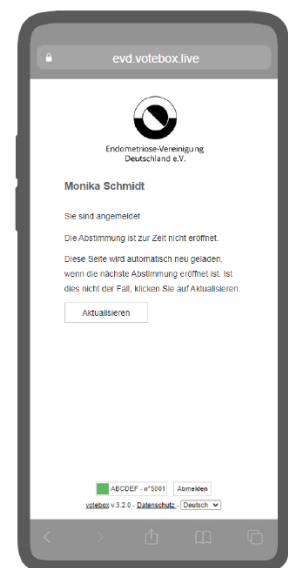 evd.votebox.live
Endometriose-Vereinigung
Deutschland e.V.
Monika Schmidt
Sie sind angemeldet.
Die Abstimmung ist zur Zeit nicht eröffnet.
Diese Seite wird automatisch neu geladen,
wenn die nächste Abstimmung eröffnet ist. Ist
dies nicht der Fall, klicken Sie auf Aktualisieren.
Aktualisieren
ABCDEF - n°5001 Abmelden
votebox v.3.2.0 - Datenschutz - Deutsch